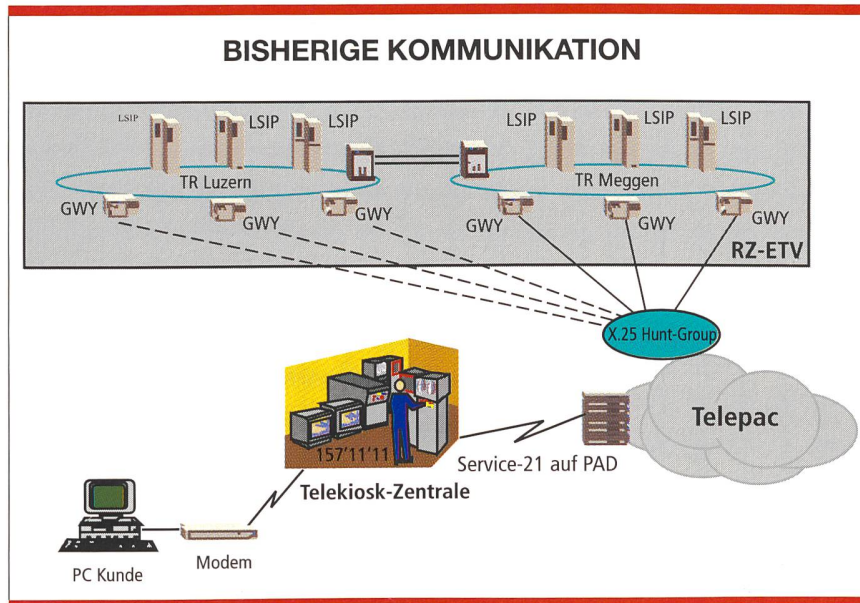 BISHERIGE KOMMUNIKATION
LSIP
LSIP
LSIP
LSIP
LSIP
LSIP
TR Luzern
TR Meggen
GWY
GWY
GWY
GWY
GWY
GWY
RZ-ETV
X.25 Hunt-Group
Telepac
157'11'11
Service-21 auf PAD
Telekiosk-Zentrale
PC Kunde
Modem